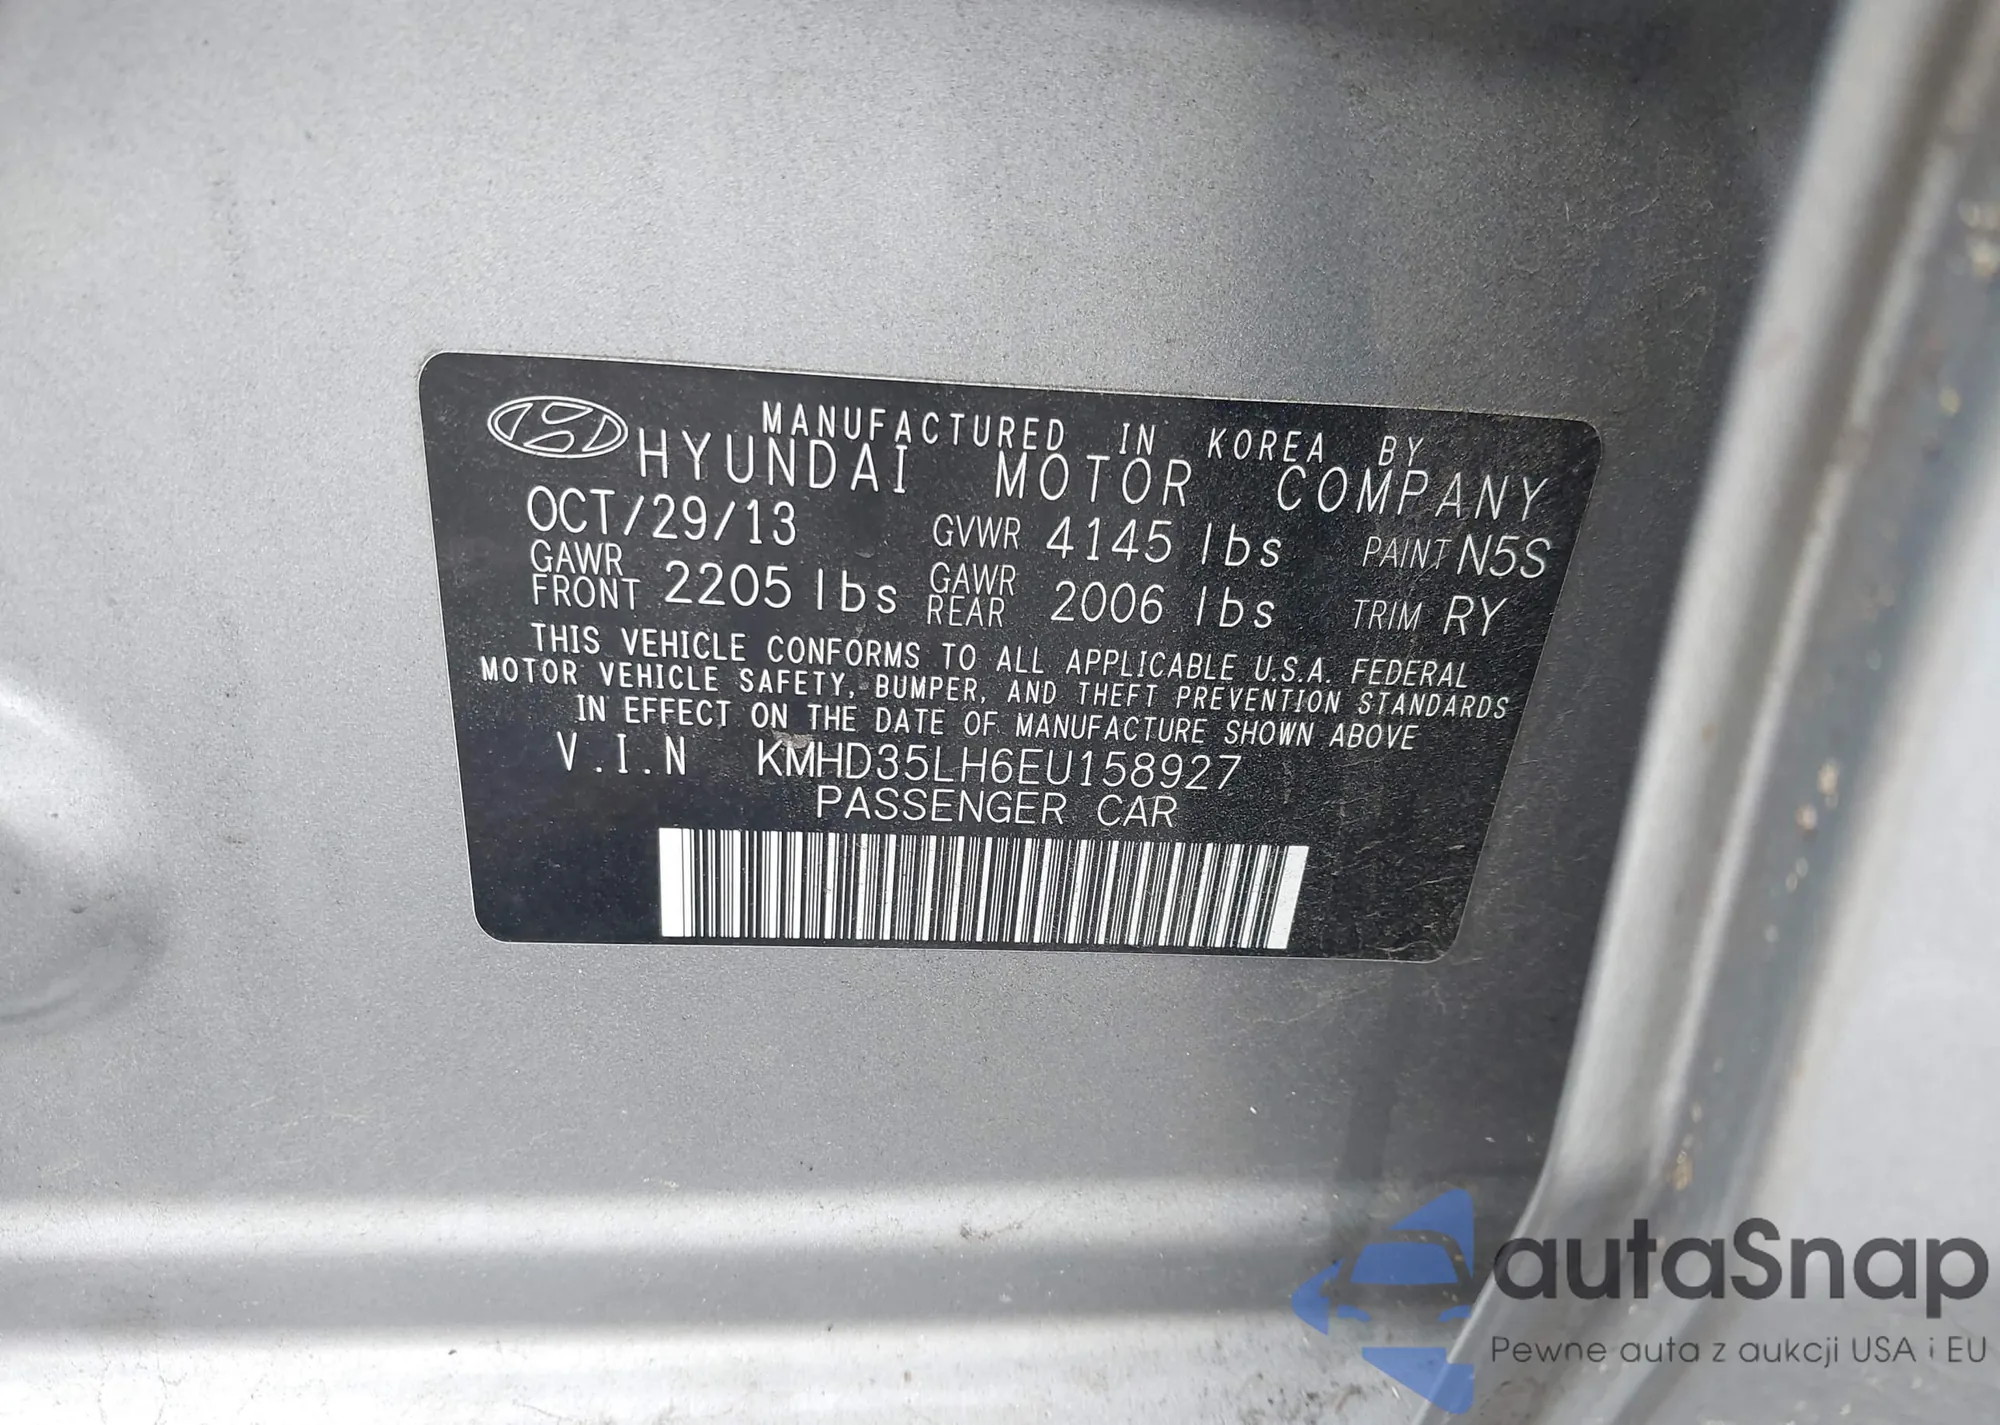 MANUFACTURED IN KOREA BY
HYUNDAI MOTOR COMPANY
OCT/29/13 GVWR 4145 lbs PAINT N5S
GAWR FRONT 2205 lbs GAWR REAR 2006 lbs TRIM RY
THIS VEHICLE CONFORMS TO ALL APPLICABLE U.S.A. FEDERAL
MOTOR VEHICLE SAFETY, BUMPER, AND THEFT PREVENTION STANDARDS
IN EFFECT ON THE DATE OF MANUFACTURE SHOWN ABOVE
V.I.N KMHD35LH6EU158927
PASSENGER CAR
autaSnap
Pewne auta z aukcji USA i EU